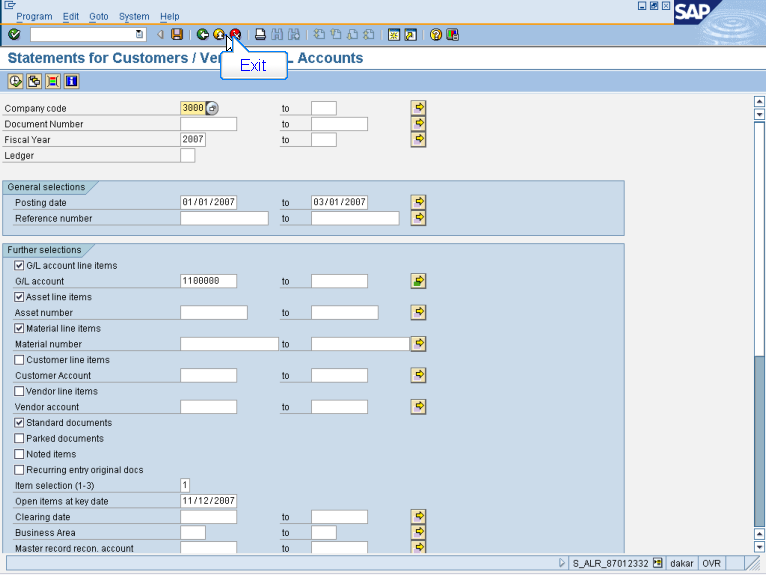 Program Edit Goto System Help
SAP
Statements for Customers / Ve L Accounts
Exit
Company code 3000 to
Document Number to
Fiscal Year 2007 to
Ledger
General selections
Posting date 01/01/2007 to 03/01/2007
Reference number to
Further selections
G/L account line items
G/L account 1100000 to
Asset line items
Asset number to
Material line items
Material number to
Customer line items
Customer Account to
Vendor line items
Vendor account to
Standard documents
Parked documents
Noted items
Recurring entry original docs
Item selection (1-3) 1
Open items at key date 11/12/2007
Clearing date to
Business Area to
Master record recon. account to
S_ALR_87012332 dakar OVR